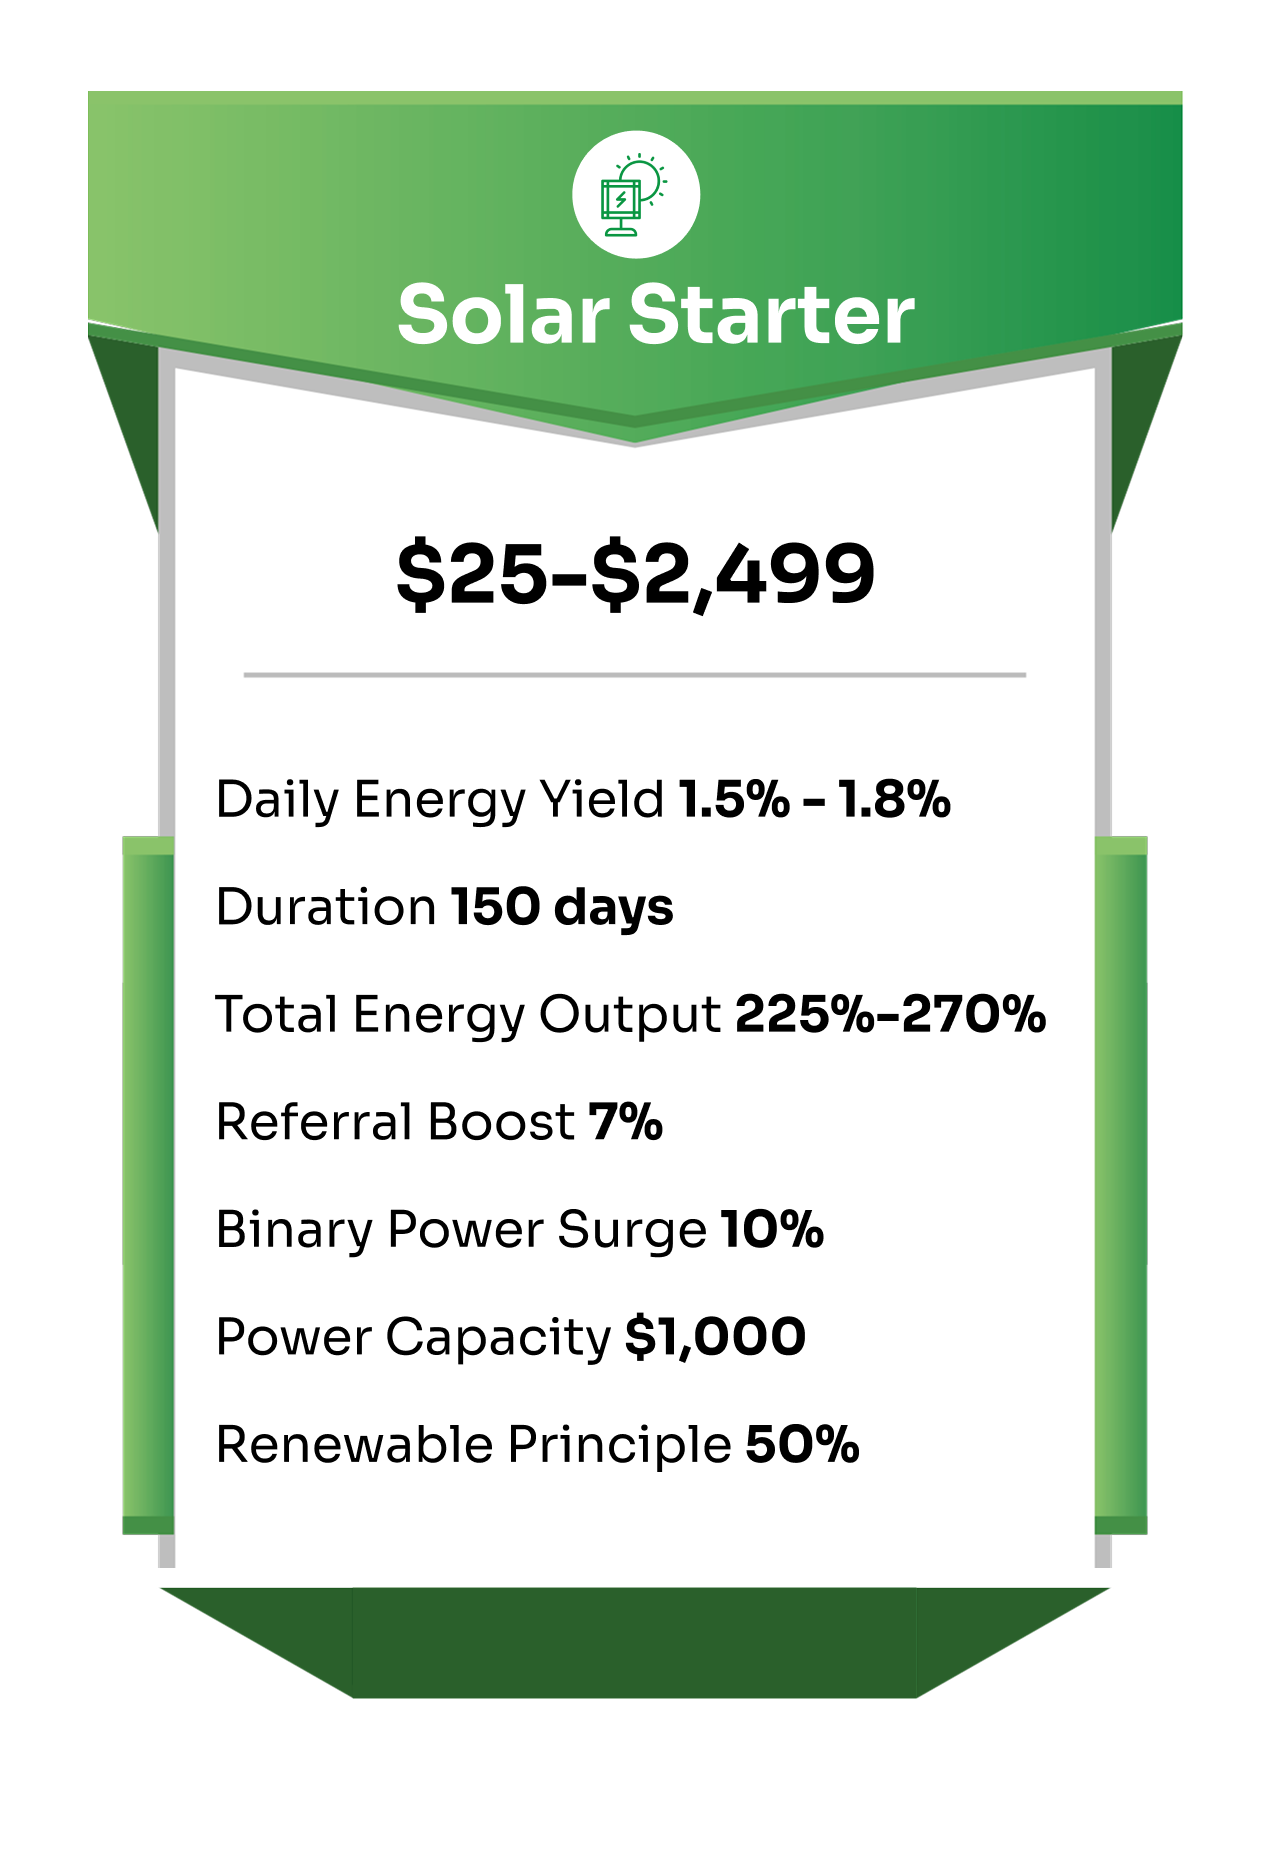 Solar Starter
$25-$2,499
Daily Energy Yield 1.5% - 1.8%
Duration 150 days
Total Energy Output 225%-270%
Referral Boost 7%
Binary Power Surge 10%
Power Capacity $1,000
Renewable Principle 50%